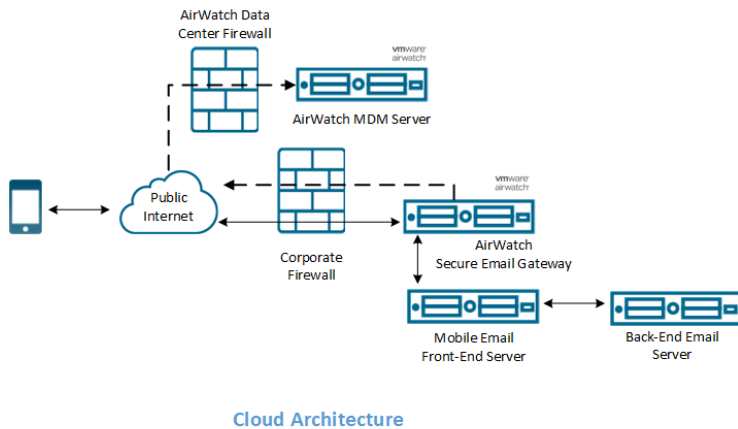 AirWatch Data
Center Firewall
vmware
airwatch
AirWatch MDM Server
Public
Internet
vmware
airwatch
Corporate
Firewall
AirWatch
Secure Email Gateway
Mobile Email
Front-End Server
Back-End Email
Server
Cloud Architecture